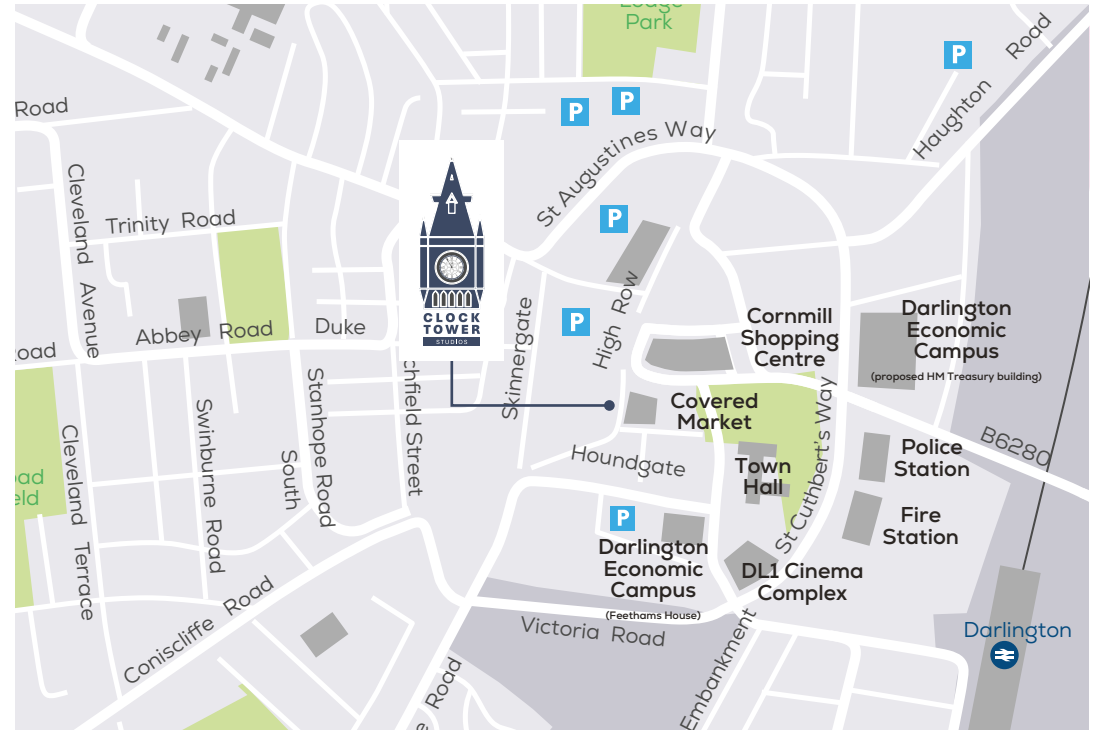 Lodge
Park
P
Road
Haughton
P
P
St Augustines Way
Road
Cleveland Avenue
Trinity Road
P
High Row
CLOCK
TOWER
STUDIOS
P
Skinnergate
Cornmill
Shopping
Centre
Darlington
Economic
Campus
(proposed HM Treasury building)
Abbey Road
Duke
Covered
Market
Houndgate
Town
Hall
St Cuthbert's Way
B6280
Police
Station
Fire
Station
Cleveland Terrace
Swinburne Road
South
Stanhope Road
chfield Street
oad
ad
eld
P
Darlington
Economic
Campus
(Feethams House)
DL1 Cinema
Complex
Coniscliffe Road
Victoria Road
e Road
Embankment
Darlington